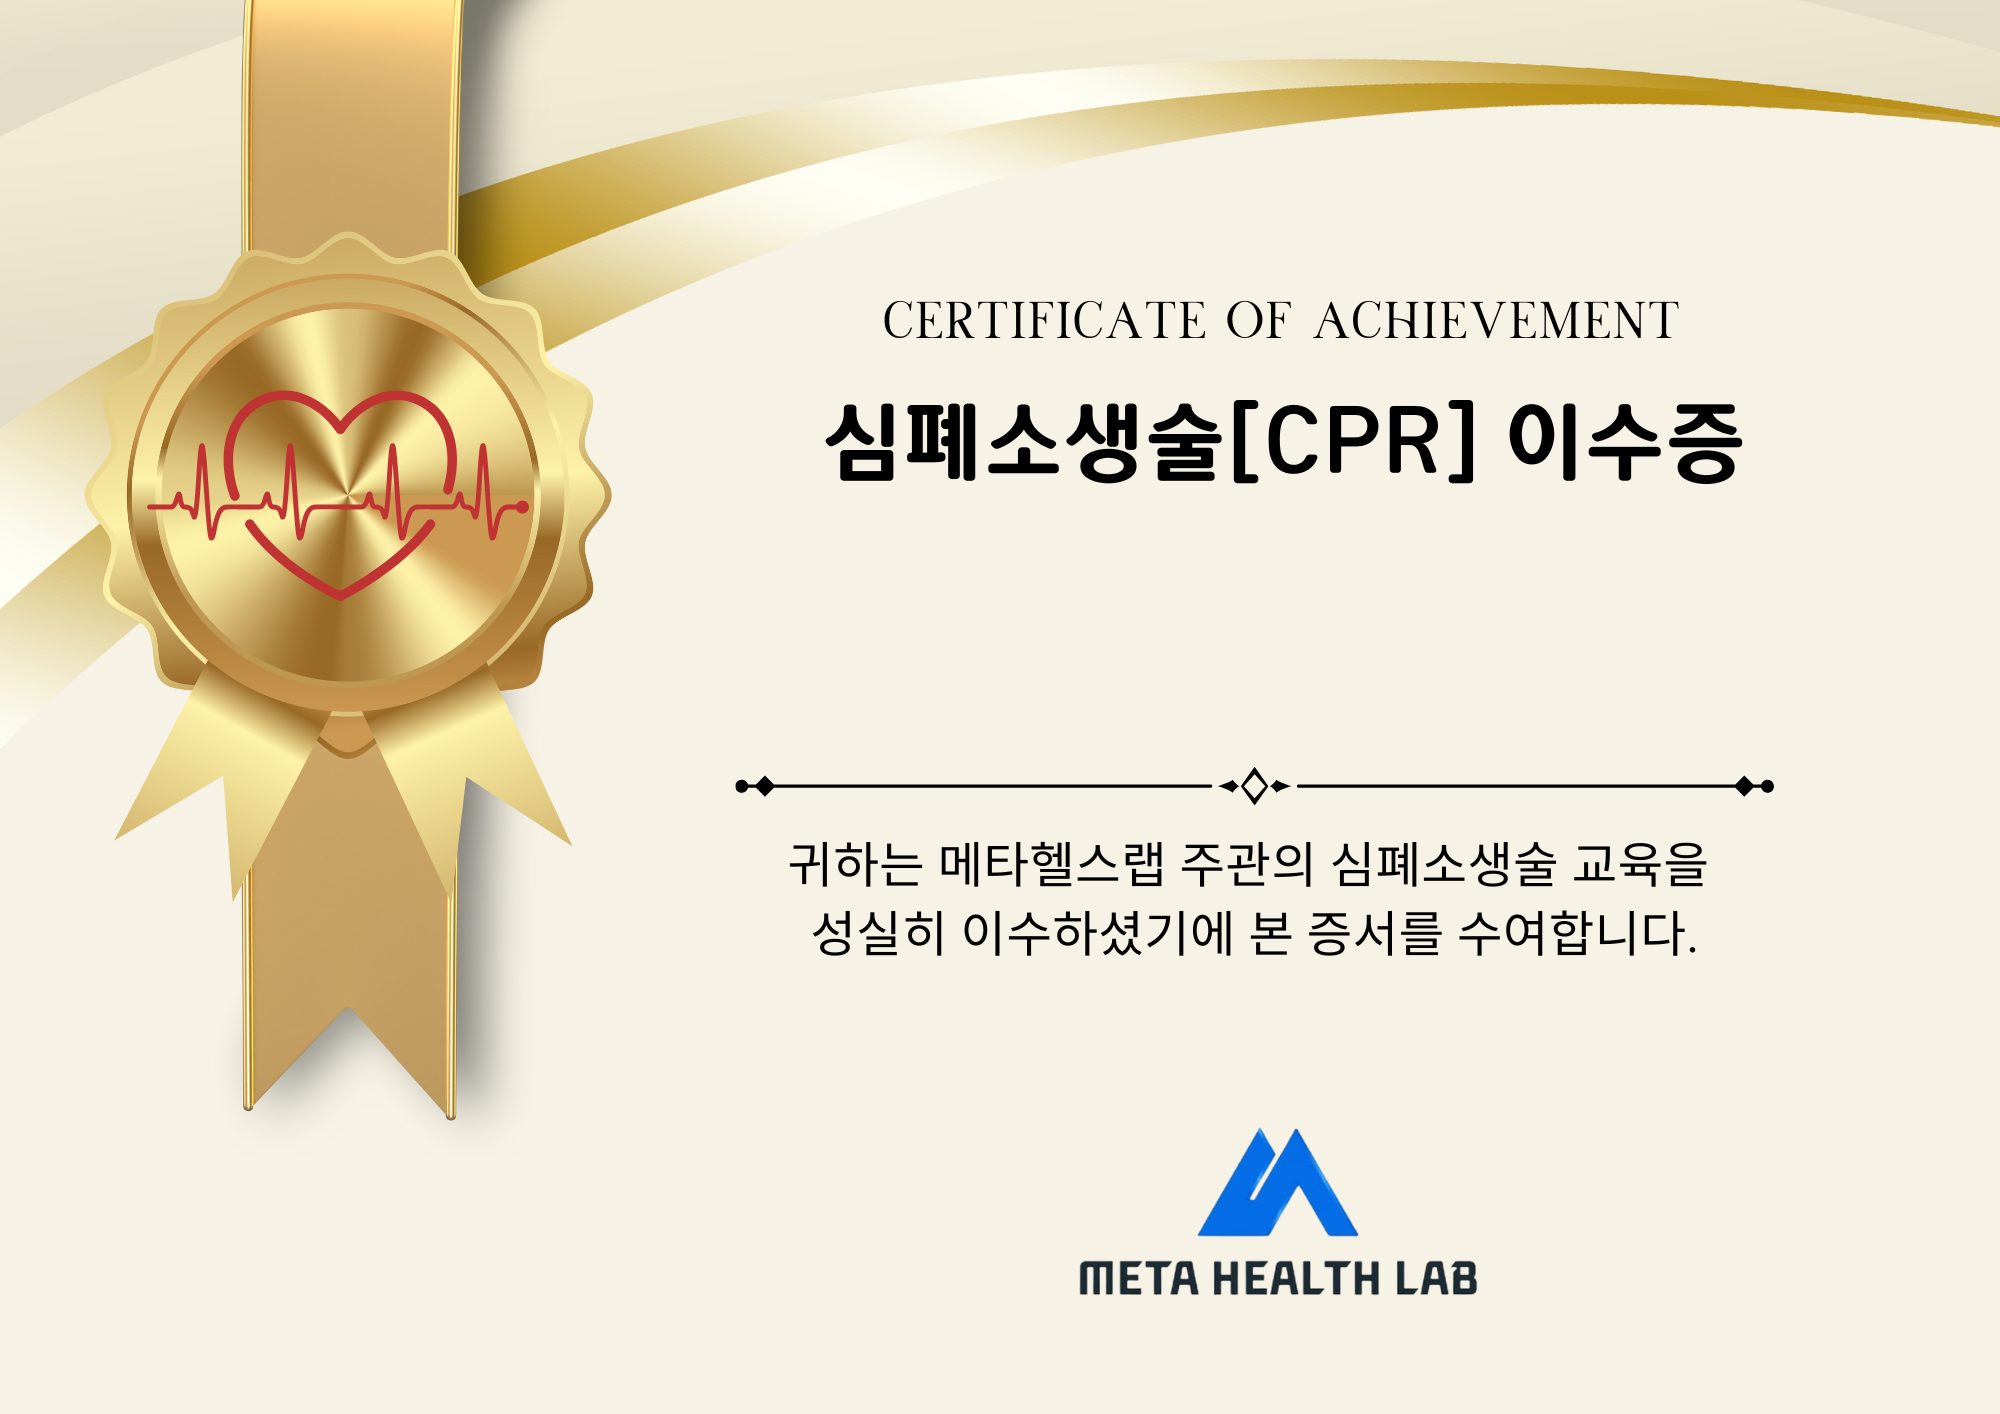 CERTIFICATE OF ACHIEVEMENT
심폐소생술[CPR] 이수증
귀하는 메타헬스랩 주관의 심폐소생술 교육을
성실히 이수하셨기에 본 증서를 수여합니다.
META HEALTH LAB